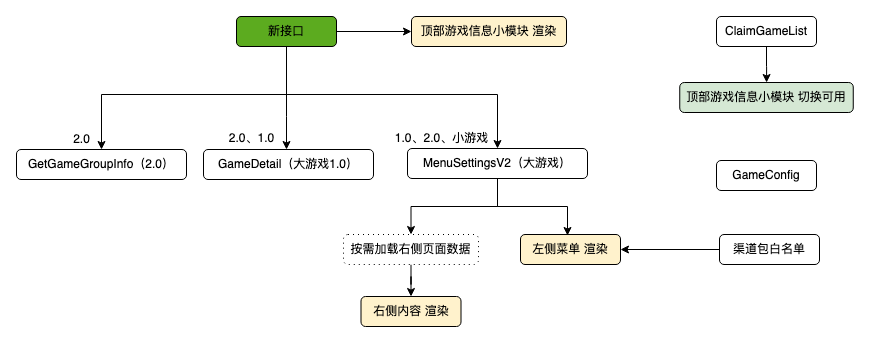 新接口
顶部游戏信息小模块 渲染
ClaimGameList
顶部游戏信息小模块 切换可用
2.0
2.0、1.0
1.0、2.0、小游戏
GetGameGroupInfo（2.0）
GameDetail（大游戏1.0）
MenuSettingsV2（大游戏）
GameConfig
按需加载右侧页面数据
左侧菜单 渲染
渠道包白名单
右侧内容 渲染